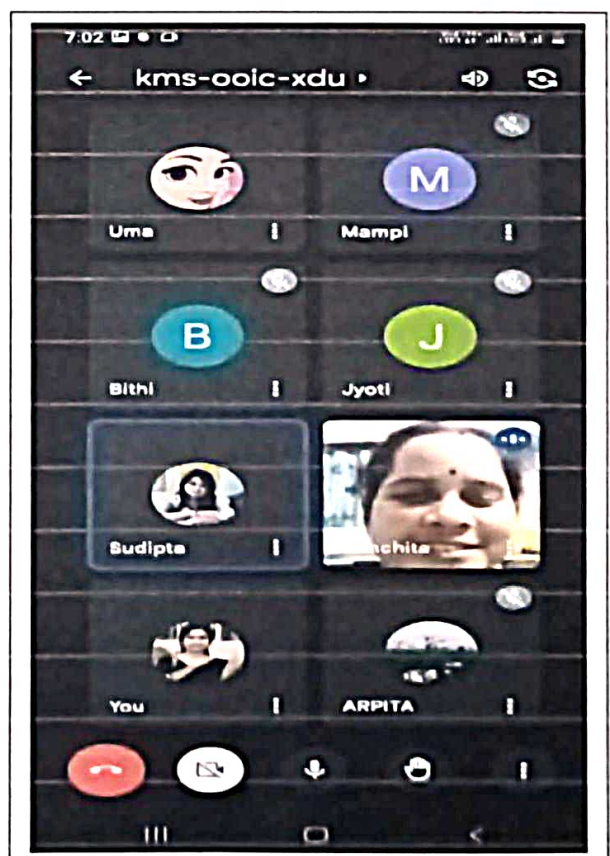 7:02
kms-ooic-xdu
M
Uma
Mampi
B
J
Bithi
Jyoti
Sudipta
You
ARPITA